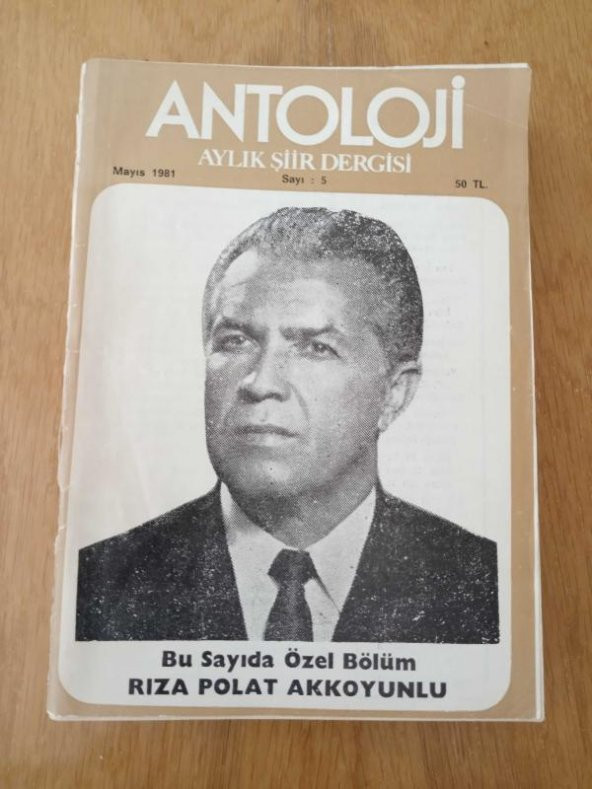 ANTOLOJİ
AYLIK ŞİİR DERGİSİ
Mayıs 1981 Sayı : 5 50 TL.
Bu Sayıda Özel Bölüm
RIZA POLAT AKKOYUNLU